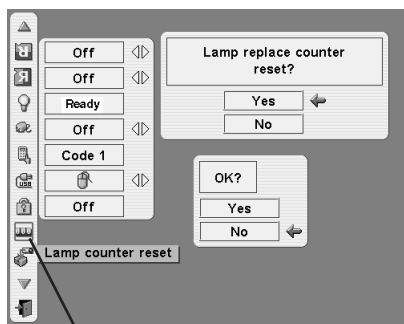 Off
Off
Ready
Off
Code 1
Off
USB
Lamp counter reset
Lamp replace counter
reset?
Yes
No
OK?
Yes
No